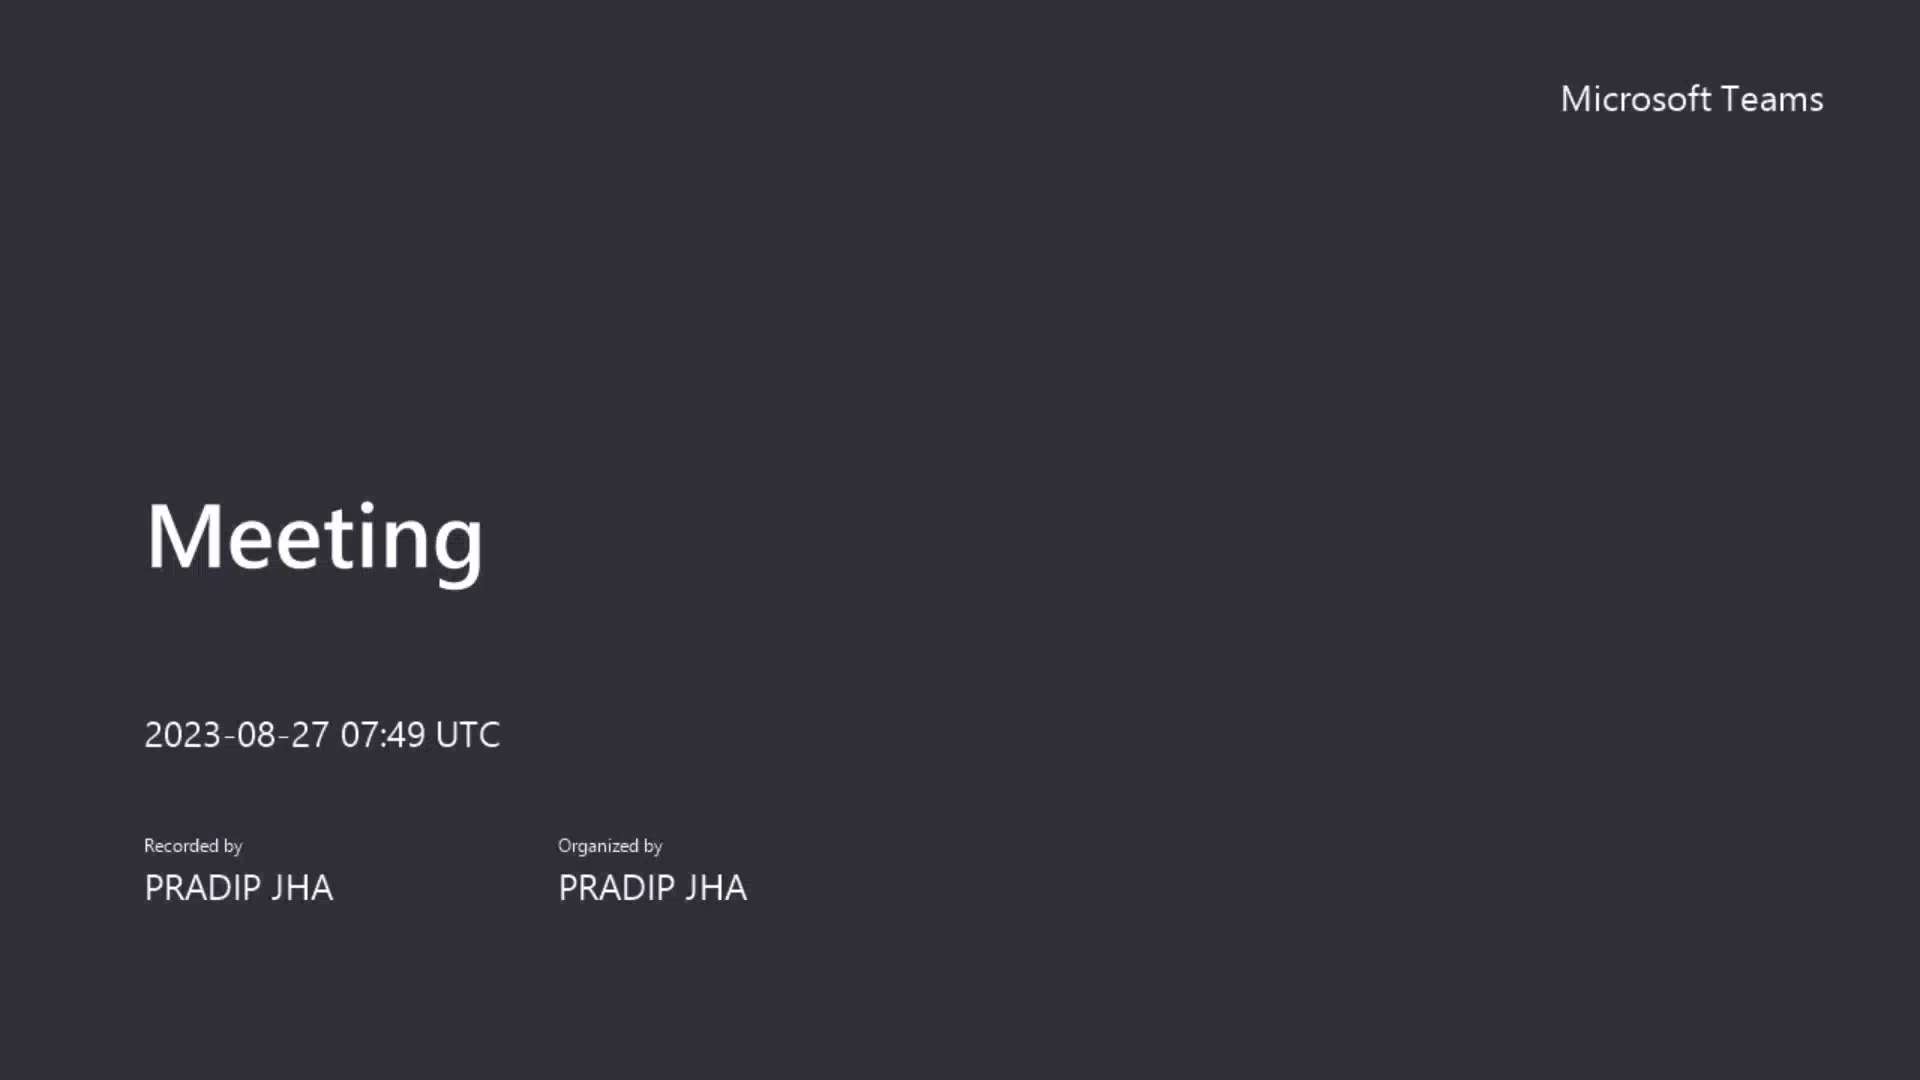 Microsoft Teams
Meeting
2023-08-27 07:49 UTC
Recorded by
PRADIP JHA
Organized by
PRADIP JHA